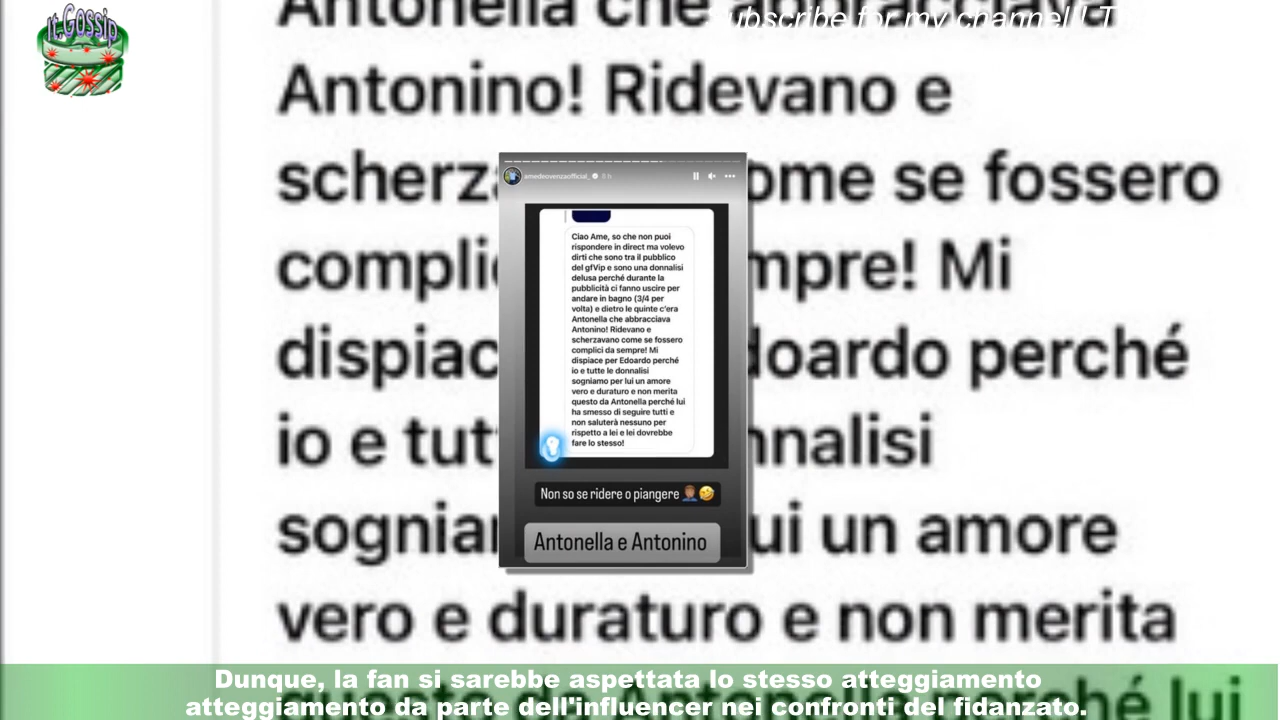 it.Gossip
Subscribe for my channel ! T
Antonella che abbracciava
Antonino! Ridevano e
scherz ome se fossero
compli mpre! Mi
dispiac doardo perché
io e tut nnalisi
sognia ui un amore
vero e duraturo e non merita
ché lui
amedeovenzaofficial_ 8 h
Ciao Ame, so che non puoi
rispondere in direct ma volevo
dirti che sono tra il pubblico
del gfVip e sono una donnalisi
delusa perché durante la
pubblicità ci fanno uscire per
andare in bagno (3/4 per
volta) e dietro le quinte c'era
Antonella che abbracciava
Antonino! Ridevano e
scherzavano come se fossero
complici da sempre! Mi
dispiace per Edoardo perché
io e tutte le donnalisi
sogniamo per lui un amore
vero e duraturo e non merita
questo da Antonella perché lui
ha smesso di seguire tutti e
non saluterà nessuno per
rispetto a lei e lei dovrebbe
fare lo stesso!
Non so se ridere o piangere 🤦🏽‍♂️🤣
Antonella e Antonino
Dunque, la fan si sarebbe aspettata lo stesso atteggiamento
atteggiamento da parte dell'influencer nei confronti del fidanzato.